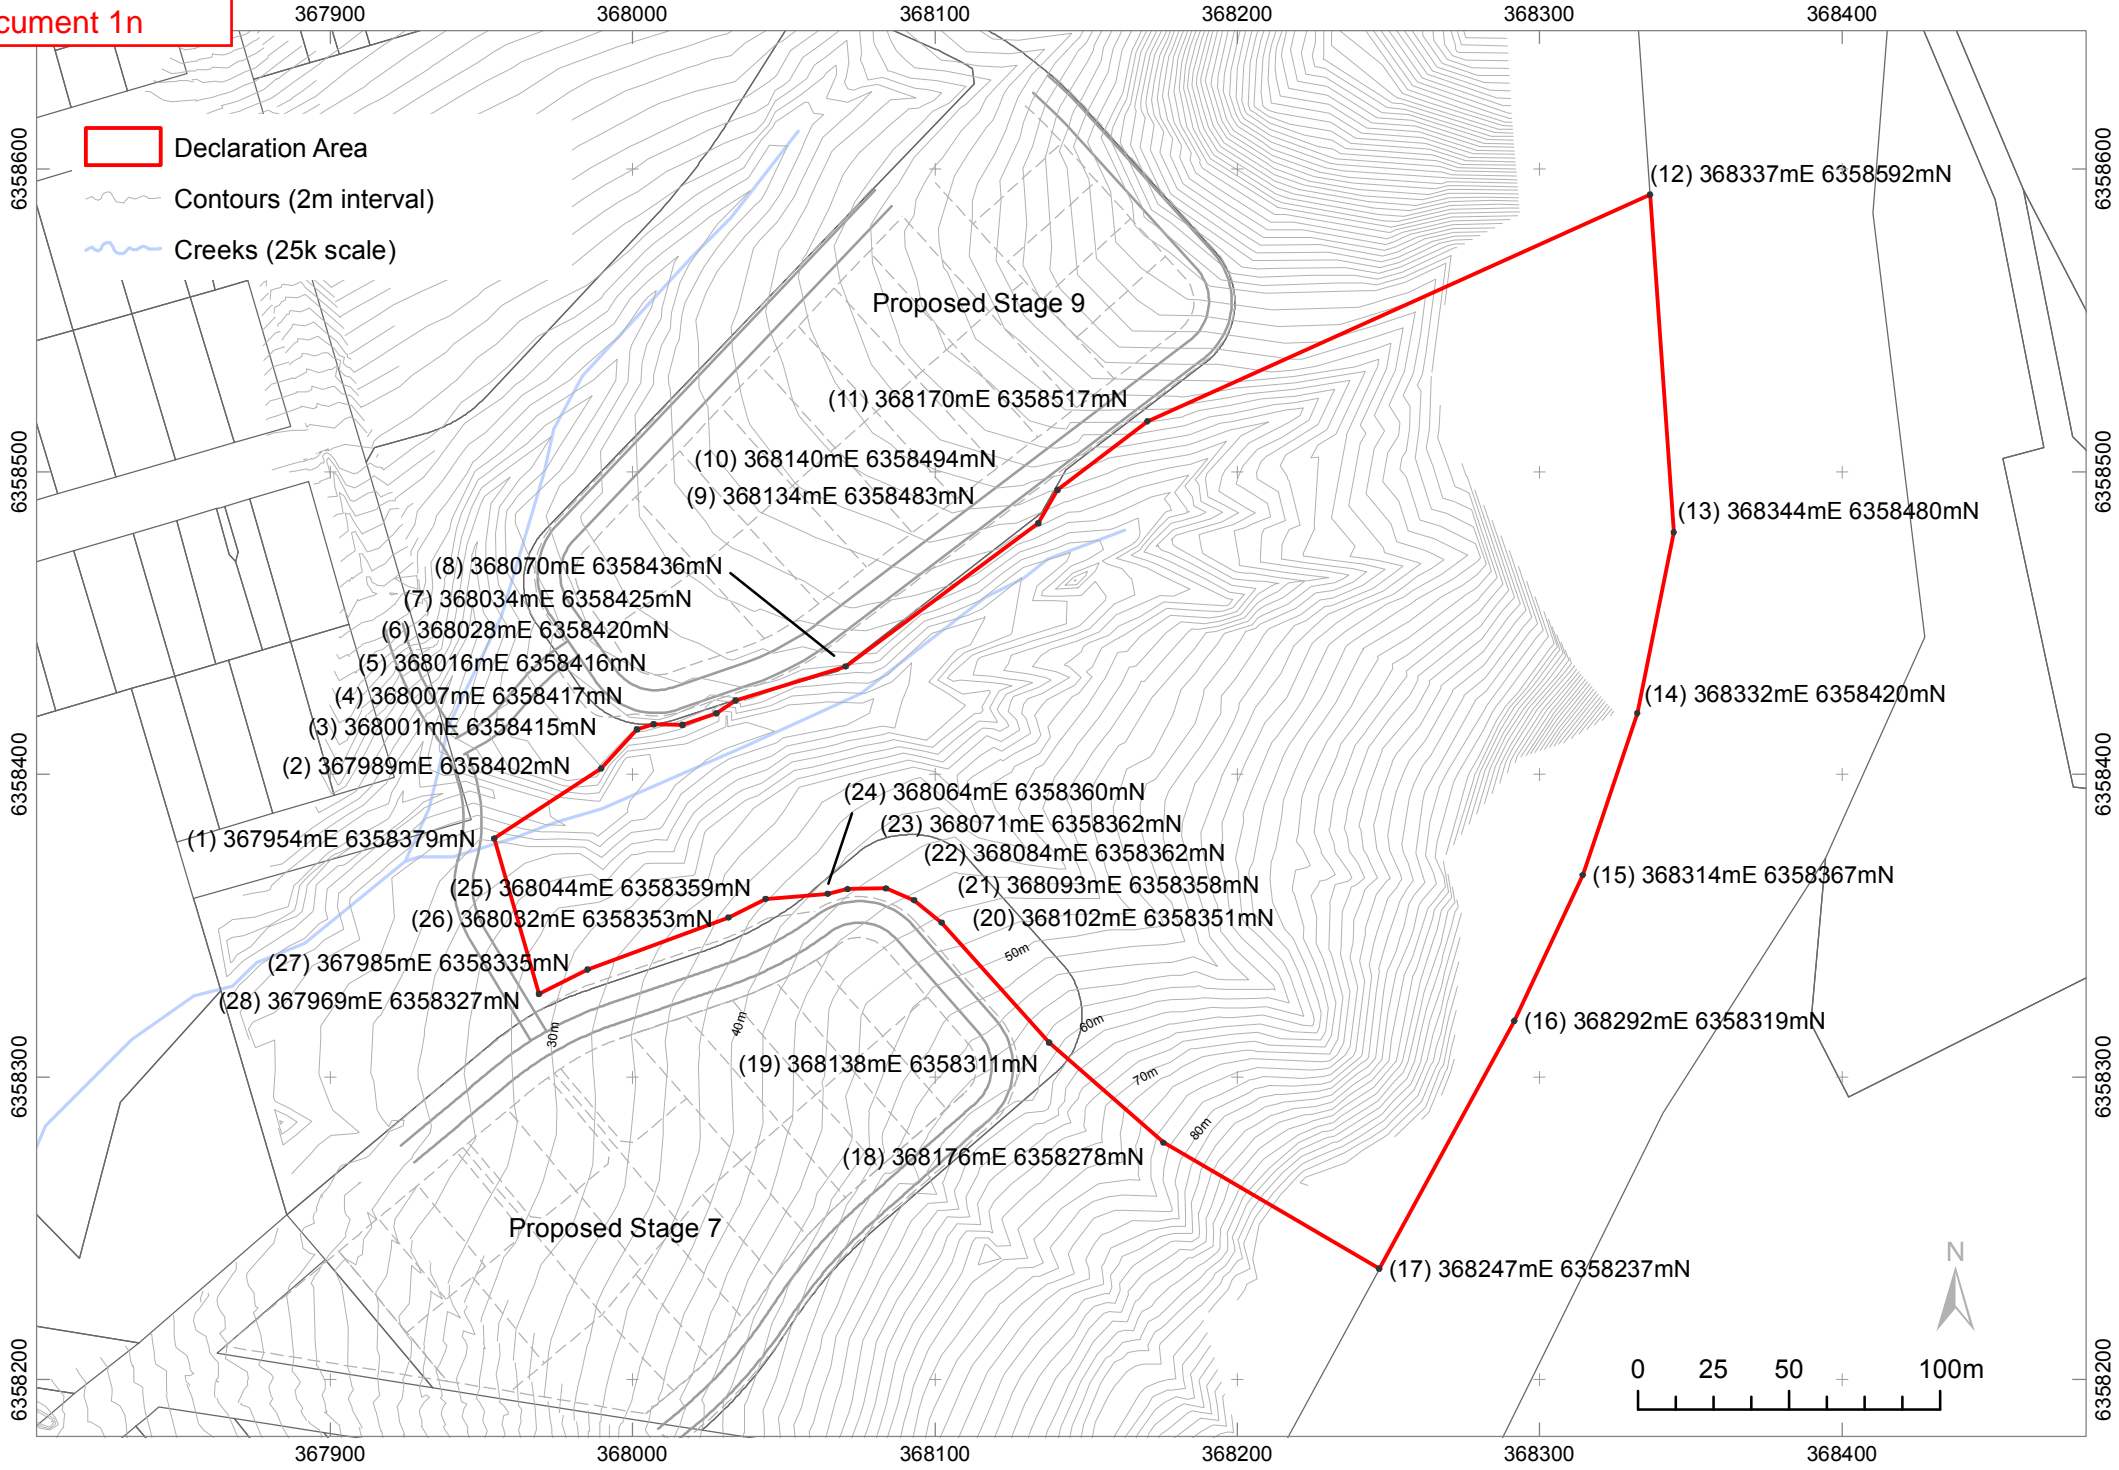 cument 1n
367900
368000
368100
368200
368300
368400
6358600
6358600
Declaration Area
Contours (2m interval)
Creeks (25k scale)
(12) 368337mE 6358592mN
Proposed Stage 9
(11) 368170mE 6358517mN
6358500
6358500
(10) 368140mE 6358494mN
(9) 368134mE 6358483mN
(13) 368344mE 6358480mN
(8) 368070mE 6358436mN
(7) 368034mE 6358425mN
(6) 368028mE 6358420mN
(5) 368016mE 6358416mN
(4) 368007mE 6358417mN
(14) 368332mE 6358420mN
(3) 368001mE 6358415mN
(2) 367989mE 6358402mN
6358400
6358400
(24) 368064mE 6358360mN
(23) 368071mE 6358362mN
(1) 367954mE 6358379mN
(22) 368084mE 6358362mN
(15) 368314mE 6358367mN
(25) 368044mE 6358359mN
(21) 368093mE 6358358mN
(26) 368032mE 6358353mN
(20) 368102mE 6358351mN
50m
(27) 367985mE 6358335mN
(28) 367969mE 6358327mN
30m
40m
60m
(16) 368292mE 6358319mN
(19) 368138mE 6358311mN
70m
6358300
6358300
80m
(18) 368176mE 6358278mN
Proposed Stage 7
(17) 368247mE 6358237mN
N
0 25 50 100m
6358200
6358200
367900
368000
368100
368200
368300
368400